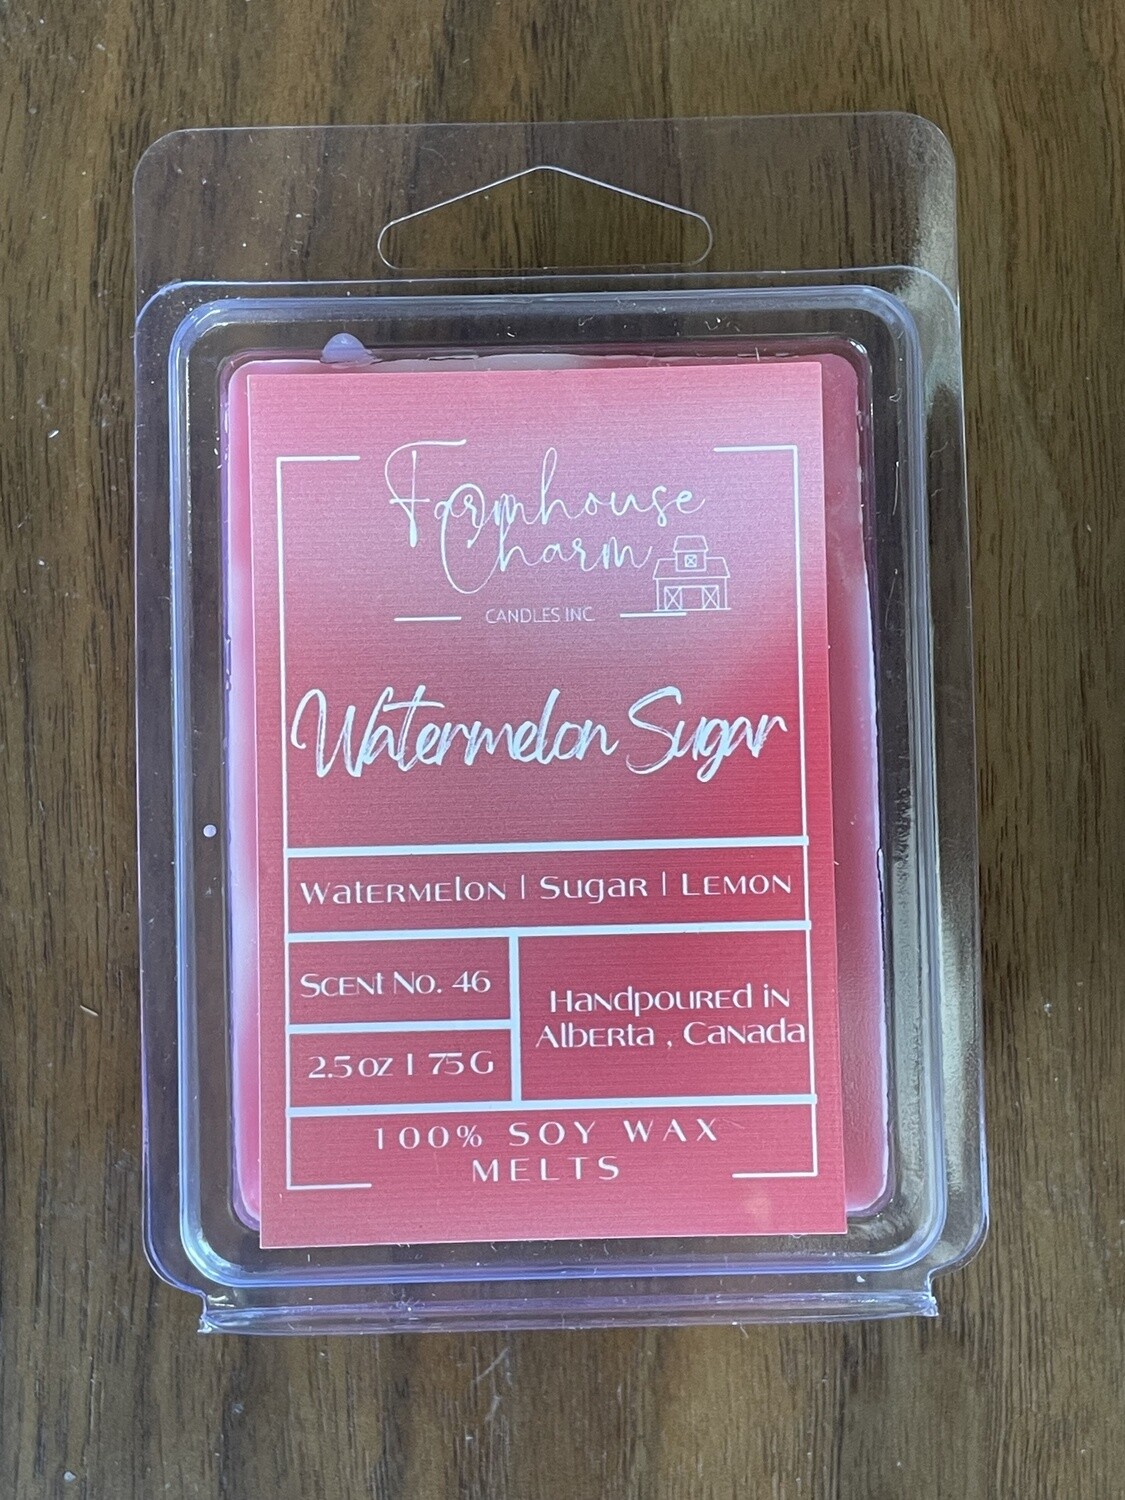 Farmhouse
Charm
CANDLES INC
Watermelon Sugar
Watermelon | Sugar | Lemon
Scent No. 46
Handpoured in
Alberta , Canada
2.5 oz | 75 G
100% SOY WAX
MELTS